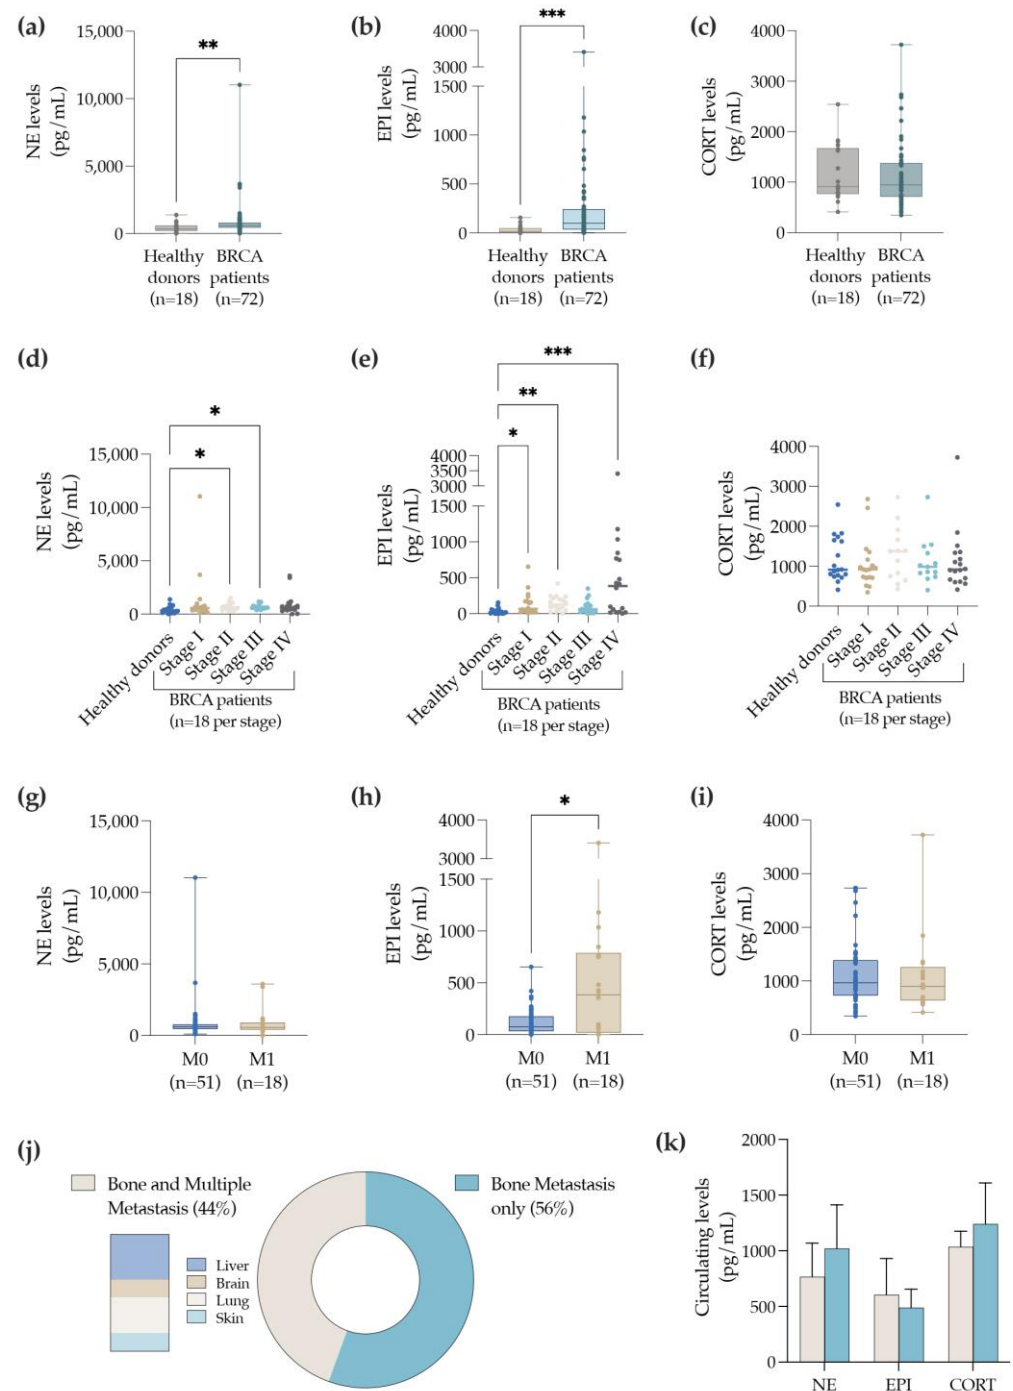 (a)
NE levels
(pg/mL)
15,000
10,000
5,000
0
**
Healthy
donors
(n=18)
BRCA
patients
(n=72)
(b)
EPI levels
(pg/mL)
4000
3000
1500
1000
500
0
***
Healthy
donors
(n=18)
BRCA
patients
(n=72)
(c)
CORT levels
(pg/mL)
4000
3000
2000
1000
0
Healthy
donors
(n=18)
BRCA
patients
(n=72)
(d)
NE levels
(pg/mL)
15,000
10,000
5,000
0
*
*
Healthy donors
Stage I
Stage II
Stage III
Stage IV
BRCA patients
(n=18 per stage)
(e)
EPI levels
(pg/mL)
4000
3000
1500
1000
500
0
***
**
*
Healthy donors
Stage I
Stage II
Stage III
Stage IV
BRCA patients
(n=18 per stage)
(f)
CORT levels
(pg/mL)
4000
3000
2000
1000
0
Healthy donors
Stage I
Stage II
Stage III
Stage IV
BRCA patients
(n=18 per stage)
(g)
NE levels
(pg/mL)
15,000
10,000
5,000
0
M0
(n=51)
M1
(n=18)
(h)
EPI levels
(pg/mL)
4000
3000
1500
1000
500
0
*
M0
(n=51)
M1
(n=18)
(i)
CORT levels
(pg/mL)
4000
3000
2000
1000
0
M0
(n=51)
M1
(n=18)
(j)
Bone and Multiple
Metastasis (44%)
Liver
Brain
Lung
Skin
Bone Metastasis
only (56%)
(k)
Circulating levels
(pg/mL)
2000
1500
1000
500
0
NE
EPI
CORT